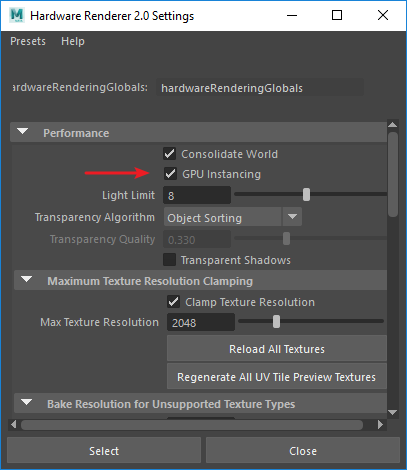 Hardware Renderer 2.0 Settings
Presets Help
ardwareRenderingGlobals: hardwareRenderingGlobals
Performance
Consolidate World
GPU Instancing
Light Limit 8
Transparency Algorithm Object Sorting
Transparency Quality 0.330
Transparent Shadows
Maximum Texture Resolution Clamping
Clamp Texture Resolution
Max Texture Resolution 2048
Reload All Textures
Regenerate All UV Tile Preview Textures
Bake Resolution for Unsupported Texture Types
Select Close